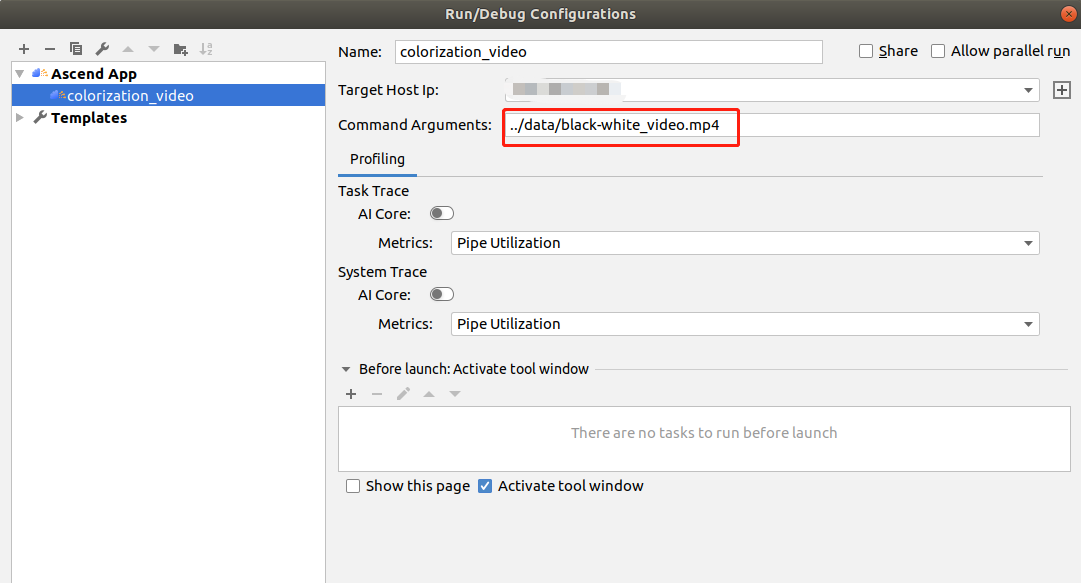 Run/Debug Configurations
Name: colorization_video Share Allow parallel run
Ascend App
colorization_video
Templates
Target Host Ip:
Command Arguments: ../data/black-white_video.mp4
Profiling
Task Trace
AI Core:
Metrics: Pipe Utilization
System Trace
AI Core:
Metrics: Pipe Utilization
Before launch: Activate tool window
There are no tasks to run before launch
Show this page Activate tool window